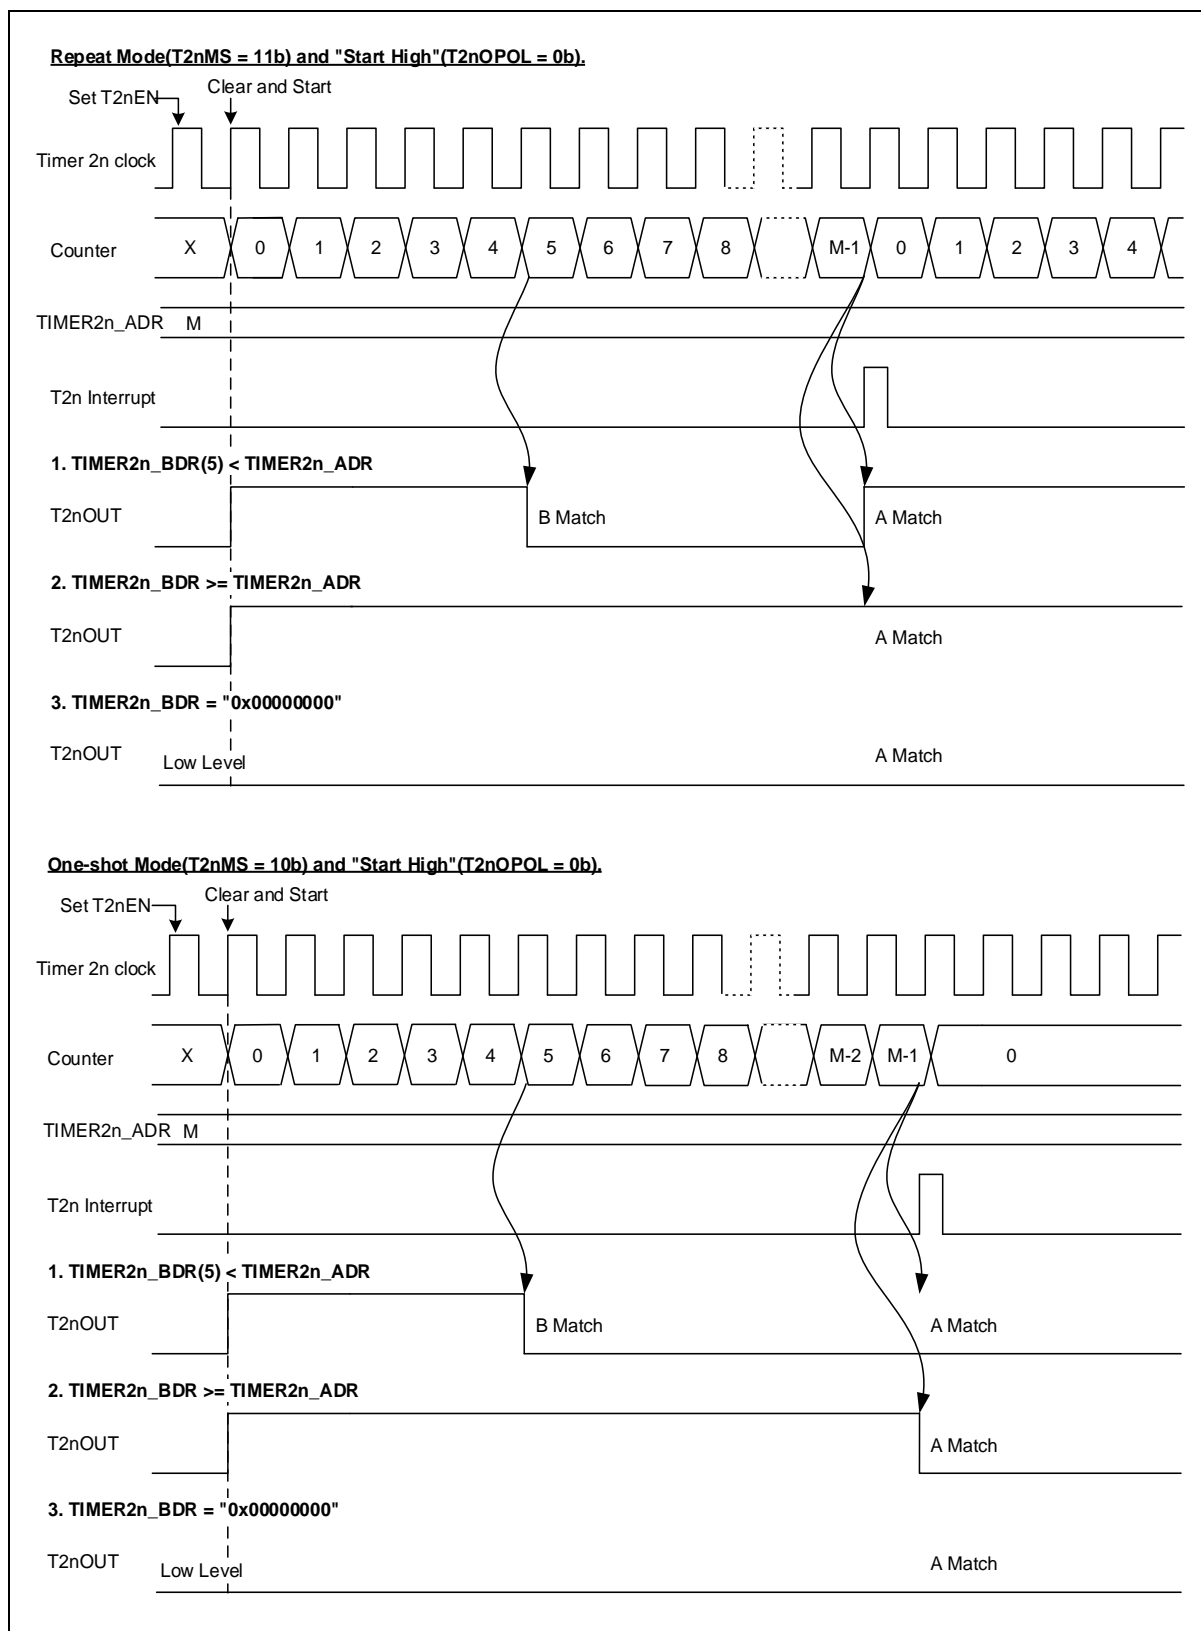 Repeat Mode(T2nMS = 11b) and "Start High"(T2nOPOL = 0b).
Set T2nEN
Clear and Start
Timer 2n clock
Counter X 0 1 2 3 4 5 6 7 8 M-1 0 1 2 3 4
TIMER2n_ADR M
T2n Interrupt
1. TIMER2n_BDR(5) < TIMER2n_ADR
T2nOUT B Match A Match
2. TIMER2n_BDR >= TIMER2n_ADR
T2nOUT A Match
3. TIMER2n_BDR = "0x00000000"
T2nOUT Low Level A Match
One-shot Mode(T2nMS = 10b) and "Start High"(T2nOPOL = 0b).
Set T2nEN
Clear and Start
Timer 2n clock
Counter X 0 1 2 3 4 5 6 7 8 M-2 M-1 0
TIMER2n_ADR M
T2n Interrupt
1. TIMER2n_BDR(5) < TIMER2n_ADR
T2nOUT B Match A Match
2. TIMER2n_BDR >= TIMER2n_ADR
T2nOUT A Match
3. TIMER2n_BDR = "0x00000000"
T2nOUT Low Level A Match